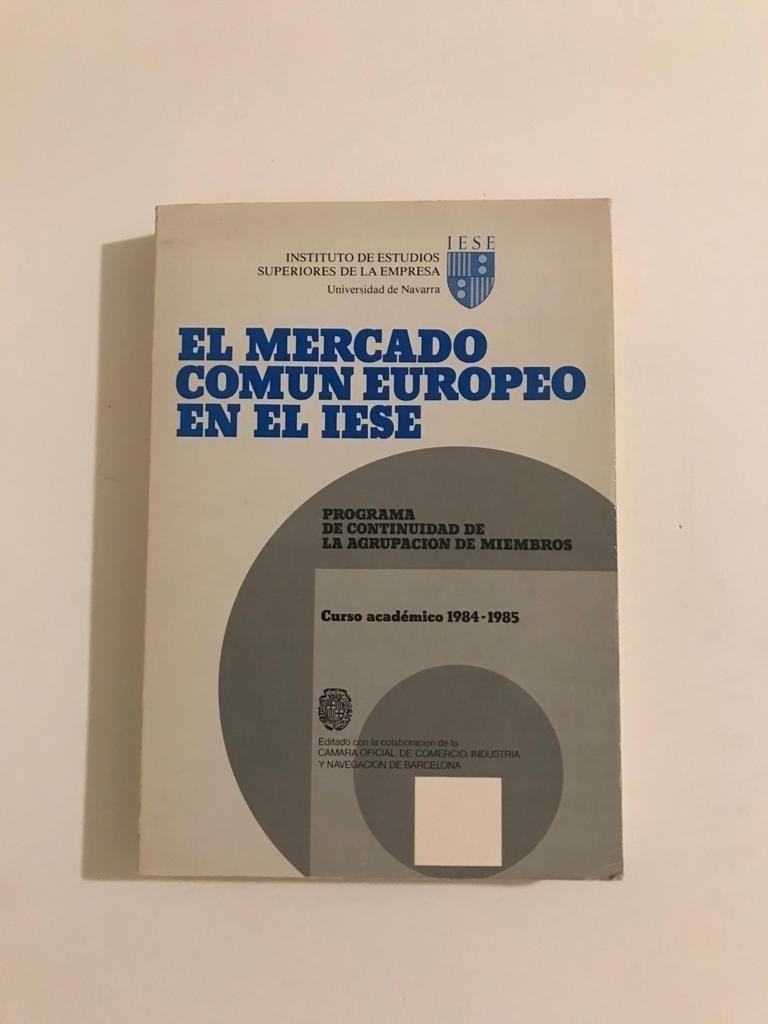 IESE
INSTITUTO DE ESTUDIOS
SUPERIORES DE LA EMPRESA
Universidad de Navarra
EL MERCADO
COMUN EUROPEO
EN EL IESE
PROGRAMA
DE CONTINUIDAD DE
LA AGRUPACION DE MIEMBROS
Curso académico 1984-1985
Editado con la colaboración de la
CAMARA OFICIAL DE COMERCIO, INDUSTRIA
Y NAVEGACION DE BARCELONA